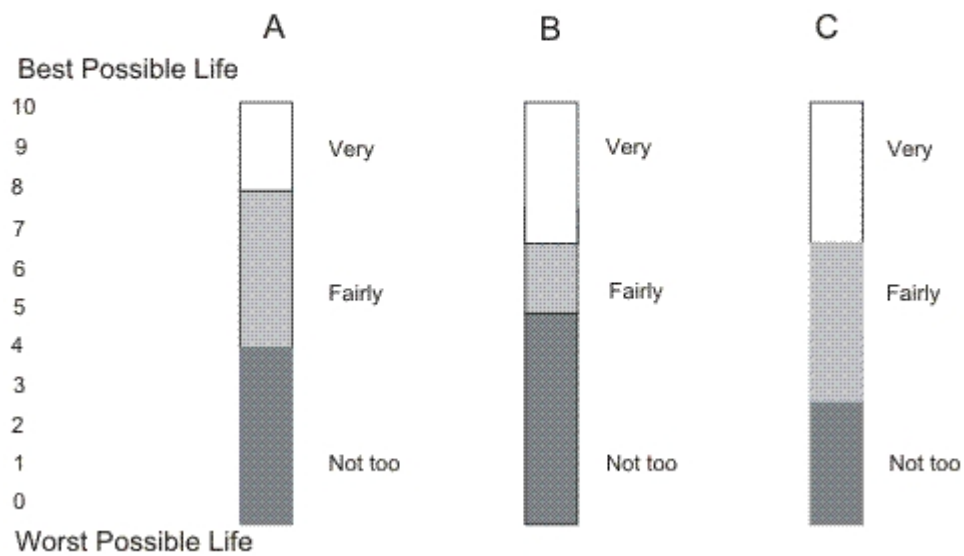 A B C
Best Possible Life
10
9 Very Very Very
8
7
6
5 Fairly Fairly Fairly
4
3
2
1 Not too Not too Not too
0
Worst Possible Life